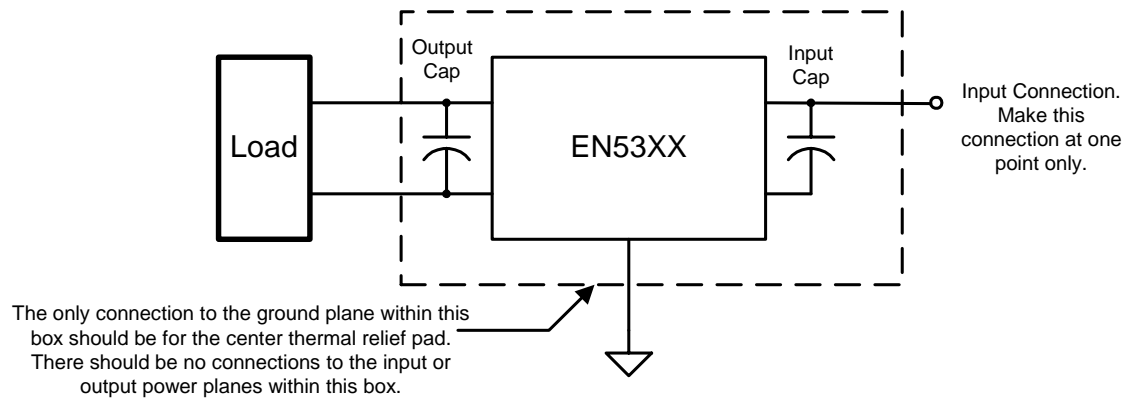 Output
Cap
Input
Cap
Load
EN53XX
Input Connection.
Make this
connection at one
point only.
The only connection to the ground plane within this
box should be for the center thermal relief pad.
There should be no connections to the input or
output power planes within this box.